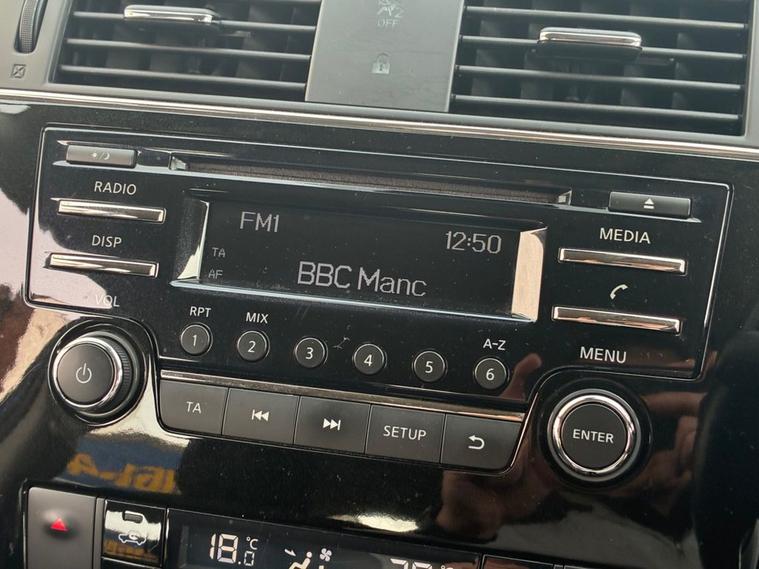 OFF
RADIO
MEDIA
DISP
FM1
12:50
TA
AF
BBC Manc
VOL
RPT
MIX
A-Z
1 2 3 4 5 6
MENU
TA
SETUP
ENTER
18.0 °C